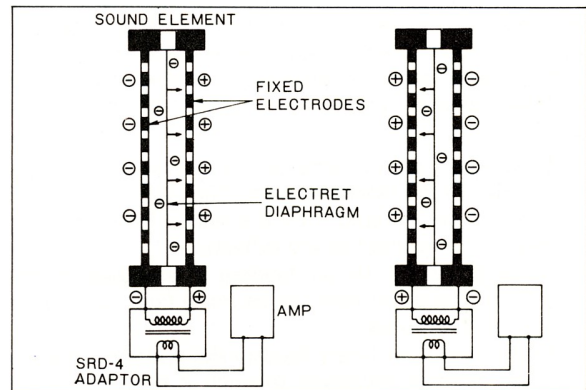 SOUND ELEMENT
FIXED
ELECTRODES
ELECTRET
DIAPHRAGM
AMP
SRD-4
ADAPTOR